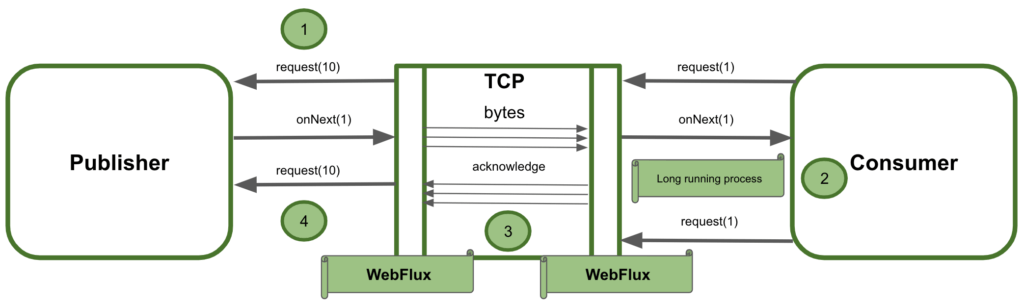 1
request(10)
TCP
request(1)
bytes
onNext(1)
onNext(1)
Publisher
acknowledge
Consumer
request(10)
Long running process
2
4
3
request(1)
WebFlux
WebFlux